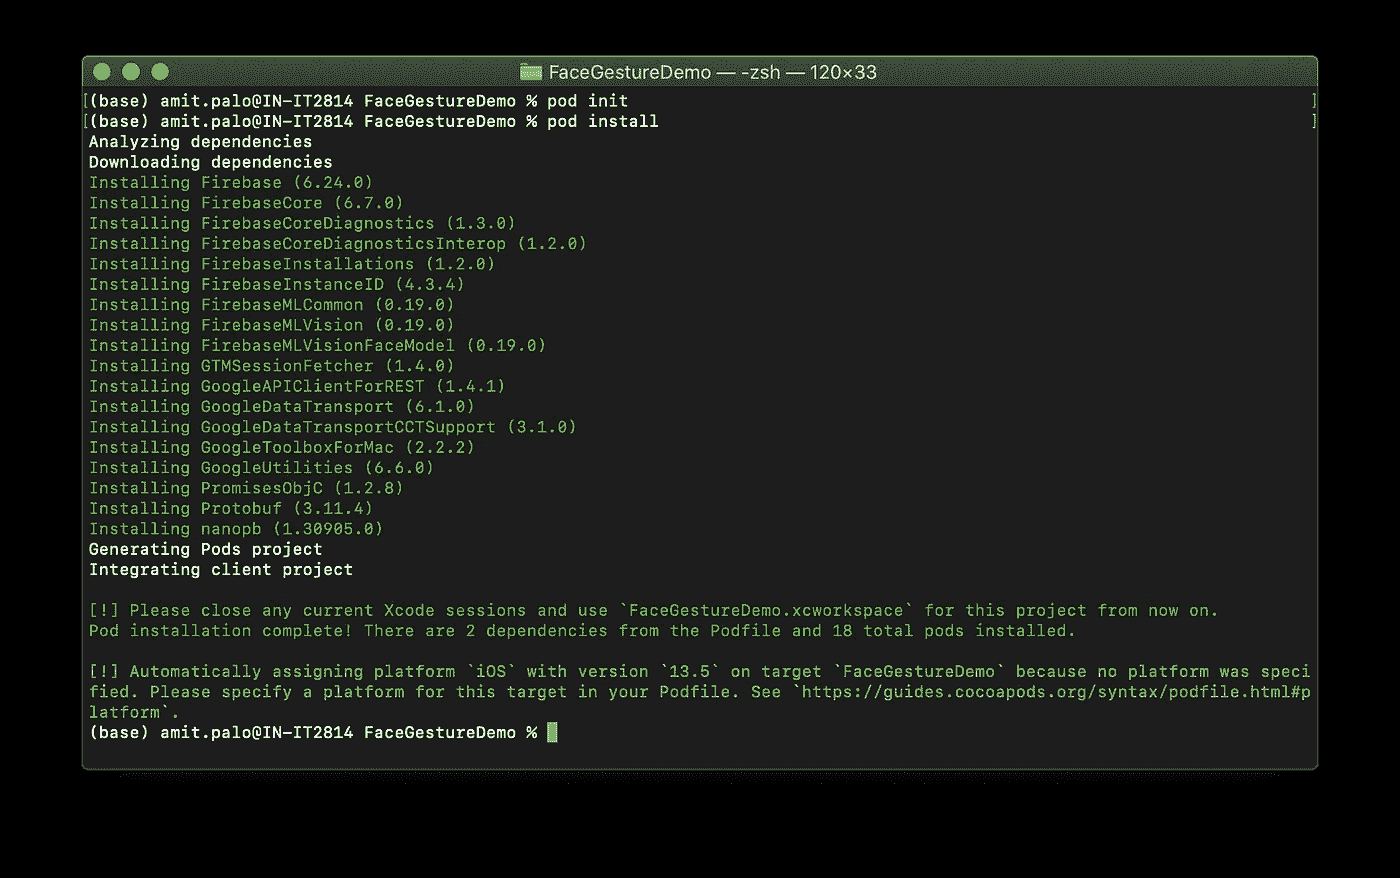 FaceGestureDemo — -zsh — 120×33
[(base) amit.palo@IN-IT2814 FaceGestureDemo % pod init ]
[(base) amit.palo@IN-IT2814 FaceGestureDemo % pod install ]
Analyzing dependencies
Downloading dependencies
Installing Firebase (6.24.0)
Installing FirebaseCore (6.7.0)
Installing FirebaseCoreDiagnostics (1.3.0)
Installing FirebaseCoreDiagnosticsInterop (1.2.0)
Installing FirebaseInstallations (1.2.0)
Installing FirebaseInstanceID (4.3.4)
Installing FirebaseMLCommon (0.19.0)
Installing FirebaseMLVision (0.19.0)
Installing FirebaseMLVisionFaceModel (0.19.0)
Installing GTMSessionFetcher (1.4.0)
Installing GoogleAPIClientForREST (1.4.1)
Installing GoogleDataTransport (6.1.0)
Installing GoogleDataTransportCCTSupport (3.1.0)
Installing GoogleToolboxForMac (2.2.2)
Installing GoogleUtilities (6.6.0)
Installing PromisesObjC (1.2.8)
Installing Protobuf (3.11.4)
Installing nanopb (1.30905.0)
Generating Pods project
Integrating client project
[!] Please close any current Xcode sessions and use `FaceGestureDemo.xcworkspace` for this project from now on.
Pod installation complete! There are 2 dependencies from the Podfile and 18 total pods installed.
[!] Automatically assigning platform `iOS` with version `13.5` on target `FaceGestureDemo` because no platform was speci
fied. Please specify a platform for this target in your Podfile. See `https://guides.cocoapods.org/syntax/podfile.html#p
latform`.
(base) amit.palo@IN-IT2814 FaceGestureDemo %